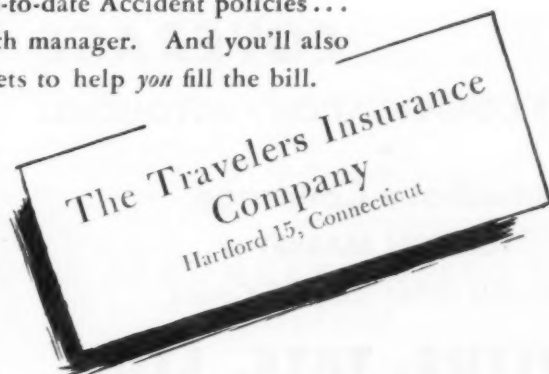 -to-date Accident policies...
h manager. And you'll also
ets to help you fill the bill.
The Travelers Insurance
Company
Hartford 15, Connecticut